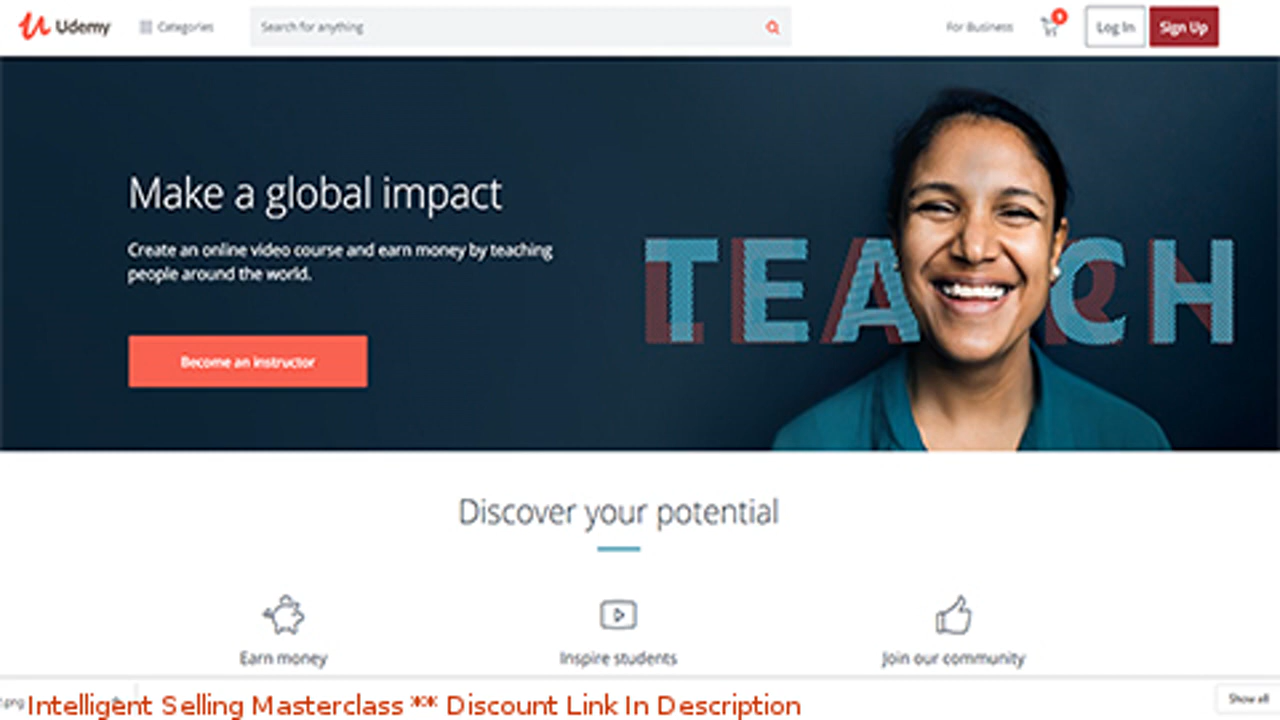 Udemy
Categories
Search for anything
For Business
Log In
Sign Up
Make a global impact
Create an online video course and earn money by teaching
people around the world.
TEACH
Become an instructor
Discover your potential
Earn money
Inspire students
Join our community
.png
Intelligent Selling Masterclass *** Discount Link In Description
Show all